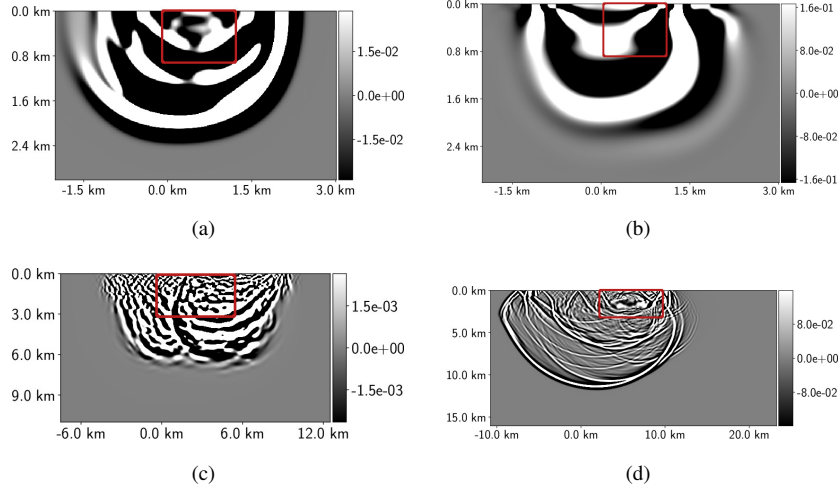 0.0 km
0.8 km
1.6 km
2.4 km
-1.5 km
0.0 km
1.5 km
3.0 km
1.5e-02
0.0e+00
-1.5e-02
(a)
0.0 km
0.8 km
1.6 km
2.4 km
-1.5 km
0.0 km
1.5 km
3.0 km
1.6e-01
8.0e-02
0.0e+00
-8.0e-02
-1.6e-01
(b)
0.0 km
3.0 km
6.0 km
9.0 km
-6.0 km
0.0 km
6.0 km
12.0 km
1.5e-03
0.0e+00
-1.5e-03
(c)
0.0 km
5.0 km
10.0 km
15.0 km
-10.0 km
0.0 km
10.0 km
20.0 km
8.0e-02
0.0e+00
-8.0e-02
(d)